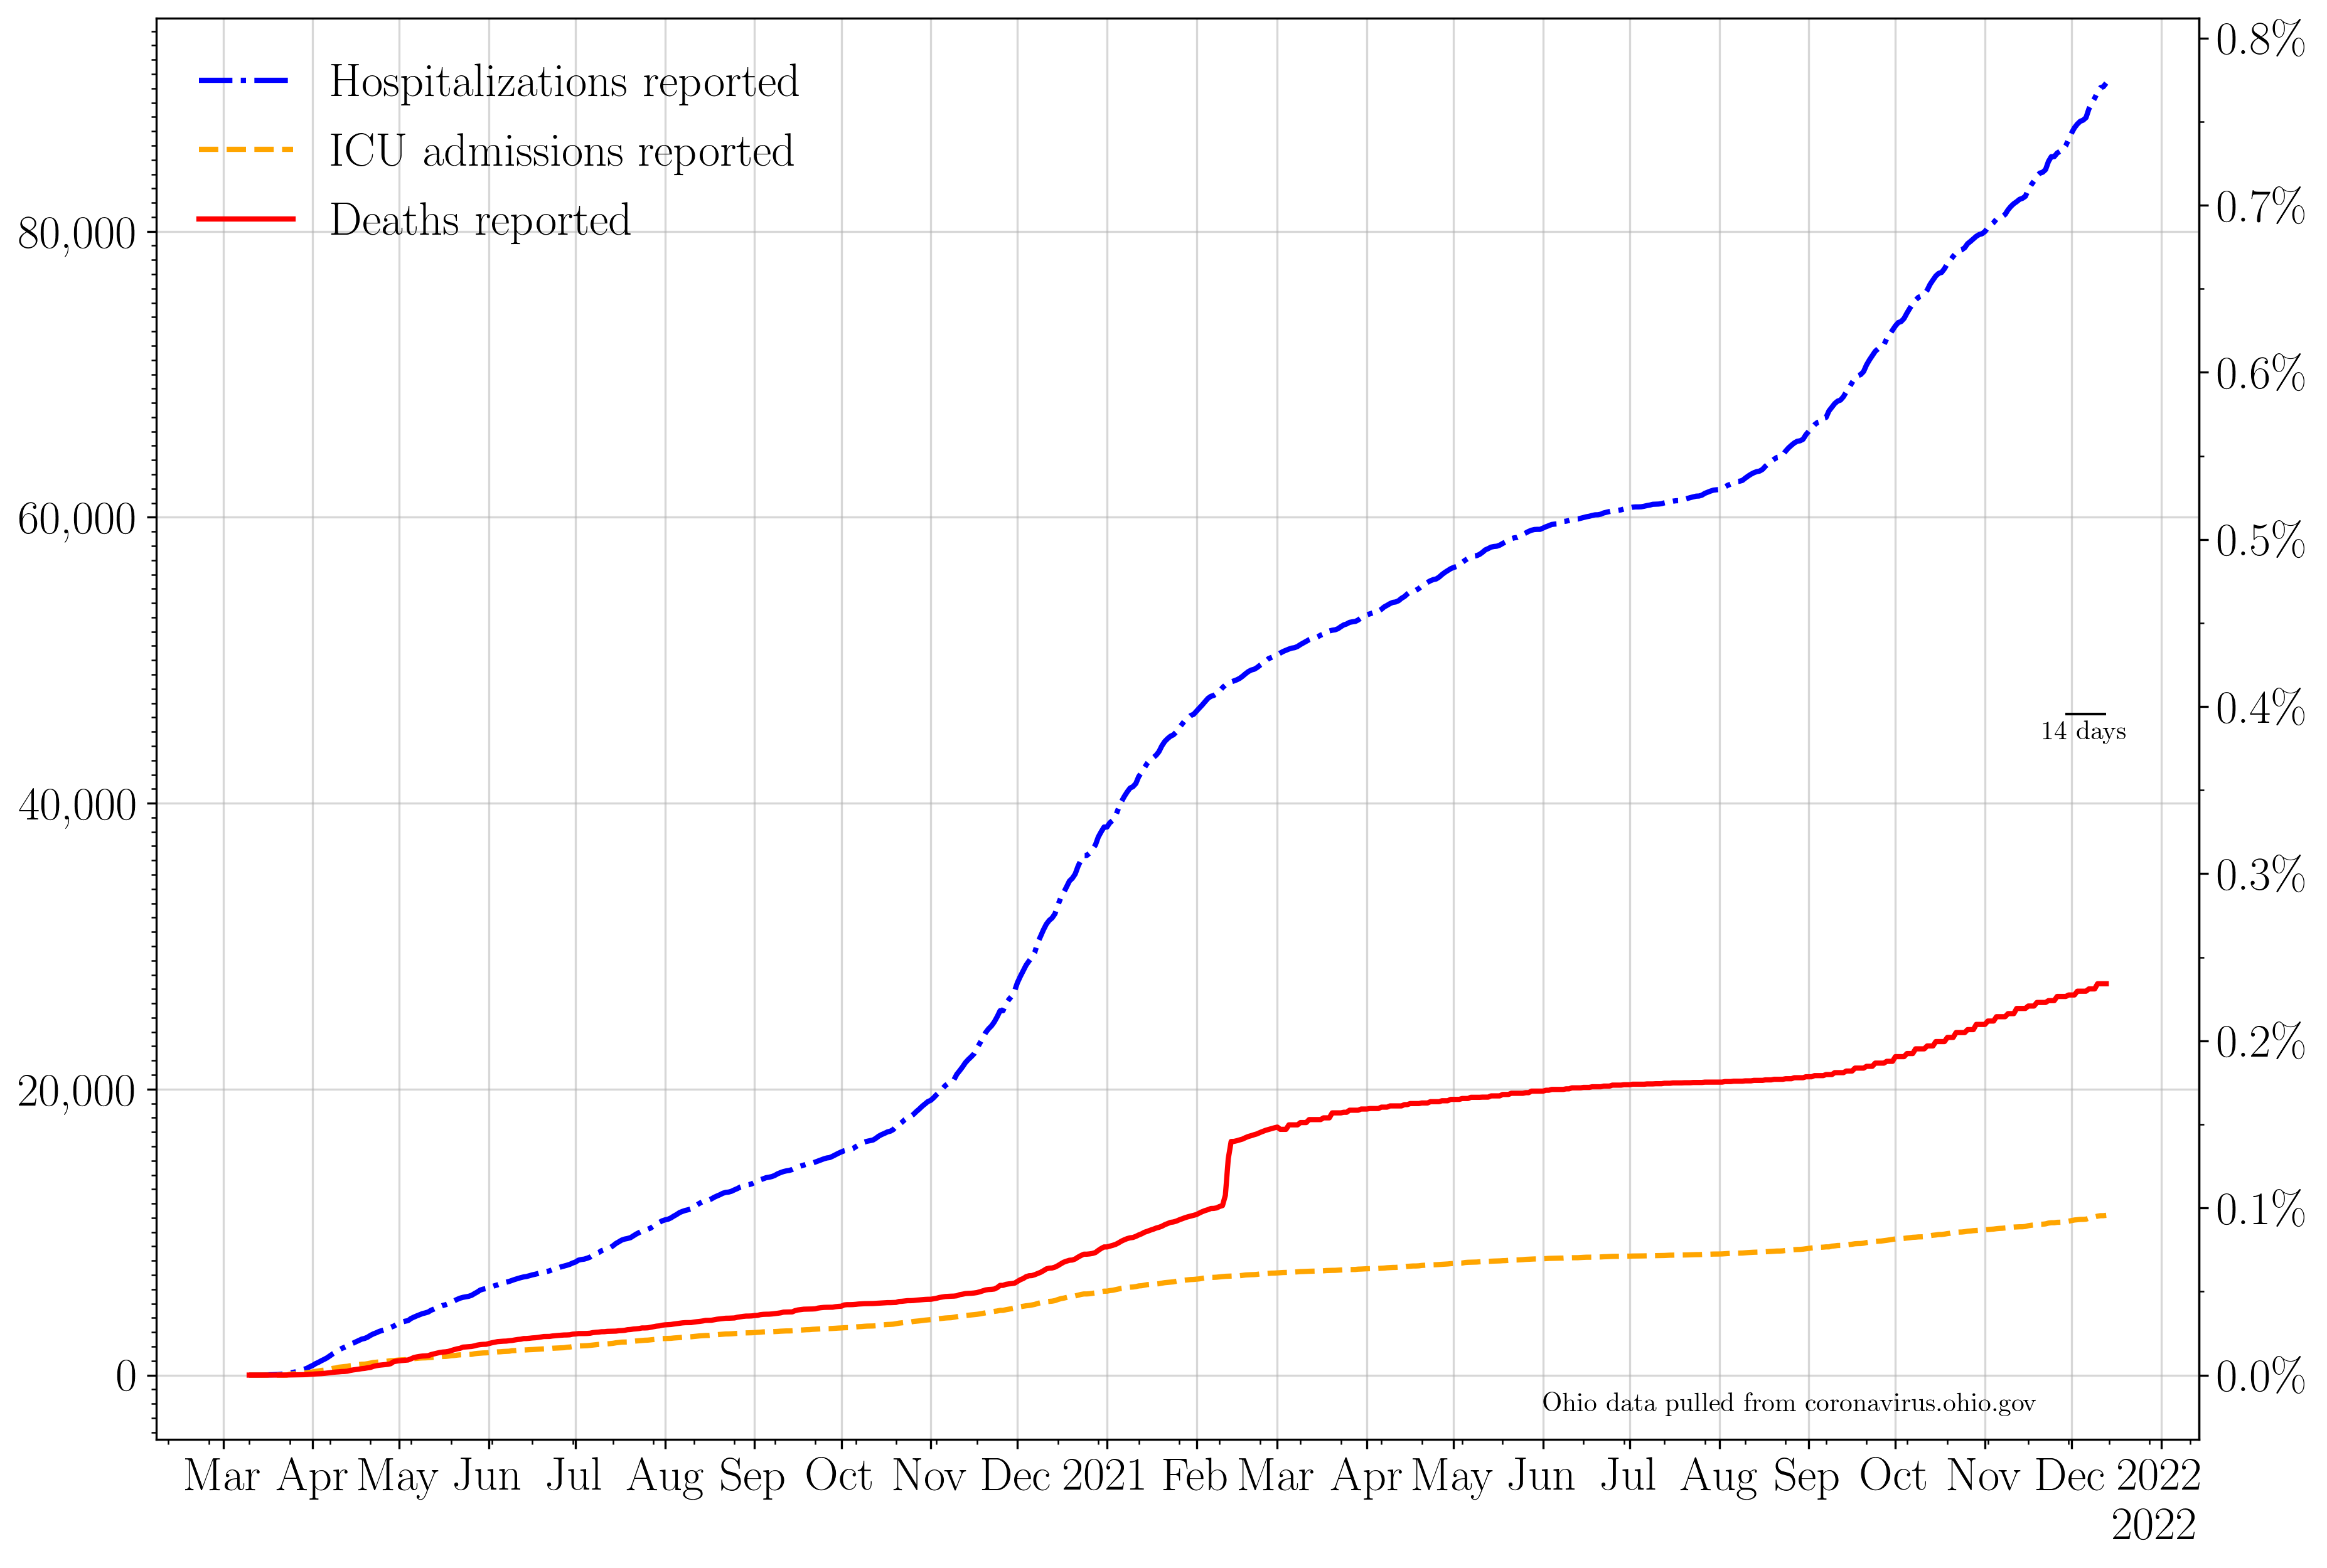 Hospitalizations reported
ICU admissions reported
Deaths reported
80,000
60,000
40,000
20,000
0
0.8%
0.7%
0.6%
0.5%
0.4%
0.3%
0.2%
0.1%
0.0%
14 days
Ohio data pulled from coronavirus.ohio.gov
Mar Apr May Jun Jul Aug Sep Oct Nov Dec 2021 Feb Mar Apr May Jun Jul Aug Sep Oct Nov Dec 2022
2022